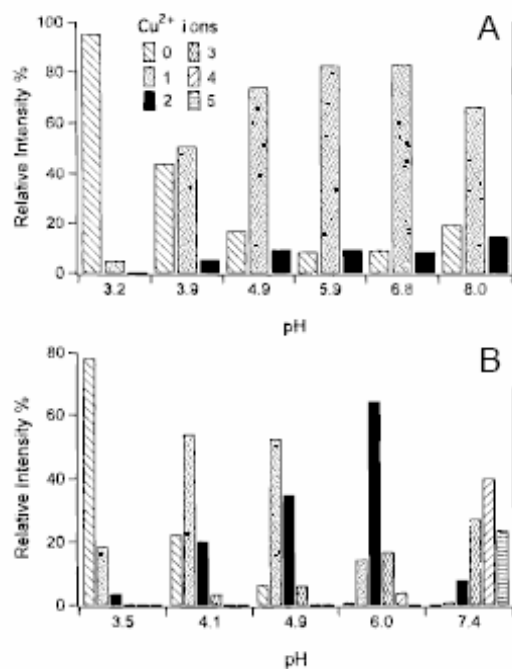 A
Cu²⁺ ions
0 3
1 4
2 5
Relative Intensity %
100
80
60
40
20
0
3.2 3.9 4.9 5.9 6.8 8.0
pH
B
Relative Intensity %
80
60
40
20
0
3.5 4.1 4.9 6.0 7.4
pH